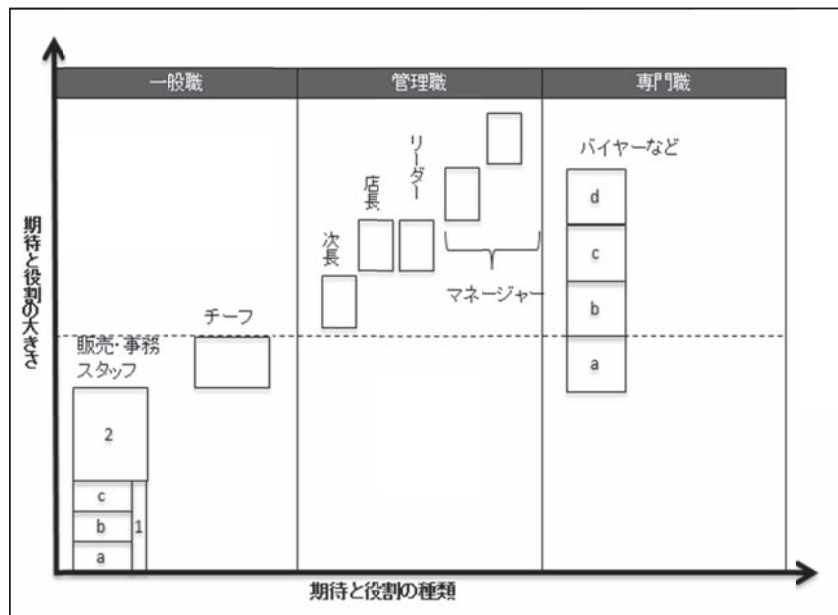 一般職
管理職
専門職
期待と役割の大きさ
販売・事務
スタッフ
2
c
b
a
1
チーフ
次長
店長
リーダー
マネージャー
バイヤーなど
d
c
b
a
期待と役割の種類